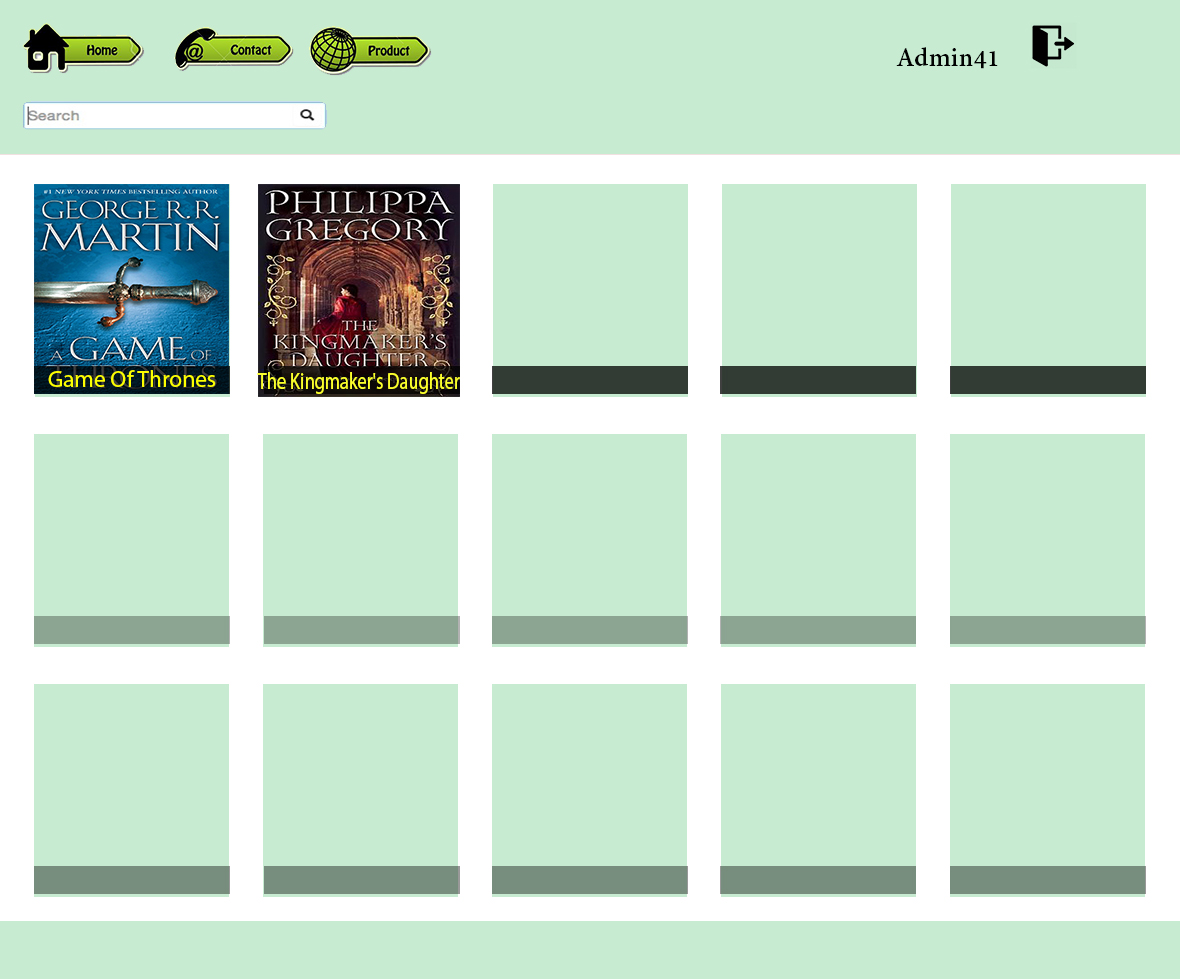 Home
Contact
Product
Admin41
Search
#1 NEW YORK TIMES BESTSELLING AUTHOR
GEORGE R. R.
MARTIN
A GAME OF
THRONES
Game Of Thrones
PHILIPPA
GREGORY
THE
KINGMAKER'S
DAUGHTER
The Kingmaker's Daughter